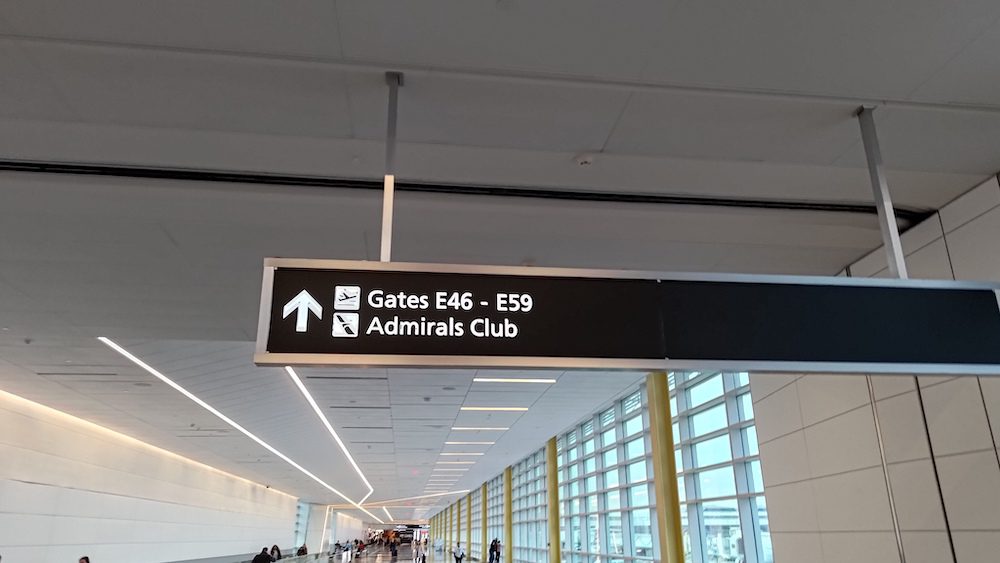 Gates E46 - E59
Admirals Club